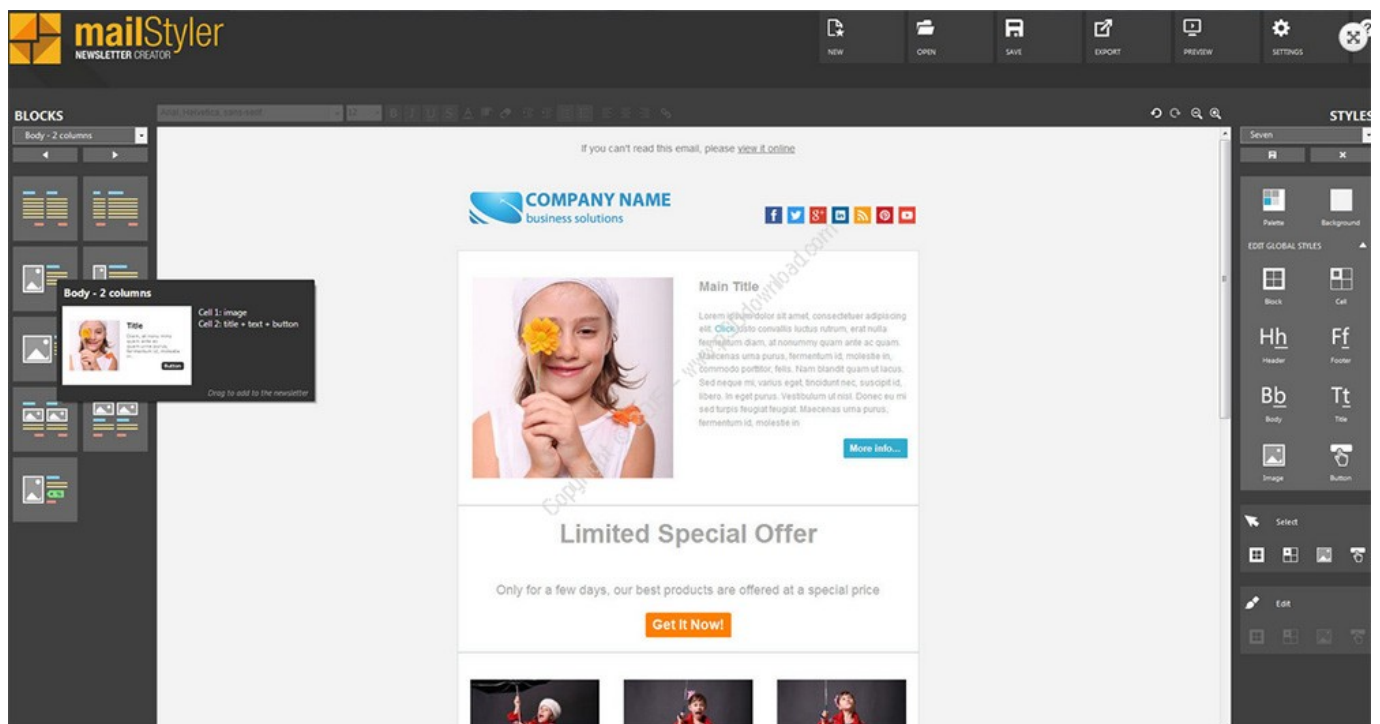 mailStyler
NEWSLETTER CREATOR
NEW
OPEN
SAVE
EXPORT
PREVIEW
SETTINGS
?
BLOCKS
Arial, Helvetica, sans-serif
12
B I U S A
STYLES
Body - 2 columns
Seven
If you can't read this email, please view it online
COMPANY NAME
business solutions
Palette
Background
EDIT GLOBAL STYLES
Block
Cell
Hh
Ff
Header
Footer
Bb
Tt
Body
Title
Image
Button
Select
Edit
Body - 2 columns
Cell 1: image
Cell 2: title + text + button
Title
Button
Drag to add to the newsletter
Main Title
Lorem ipsum dolor sit amet, consectetuer adipiscing
elit. Click justo convallis luctus rutrum, erat nulla
fermentum diam, at nonummy quam ante ac quam.
Maecenas urna purus, fermentum id, molestie in,
commodo porttitor, felis. Nam blandit quam ut lacus.
Sed neque mi, varius eget, tincidunt nec, suscipit id,
libero. In eget purus. Vestibulum ut nisl. Donec eu mi
sed turpis feugiat feugiat. Maecenas urna purus,
fermentum id, molestie in
More info...
Limited Special Offer
Only for a few days, our best products are offered at a special price
Get It Now!